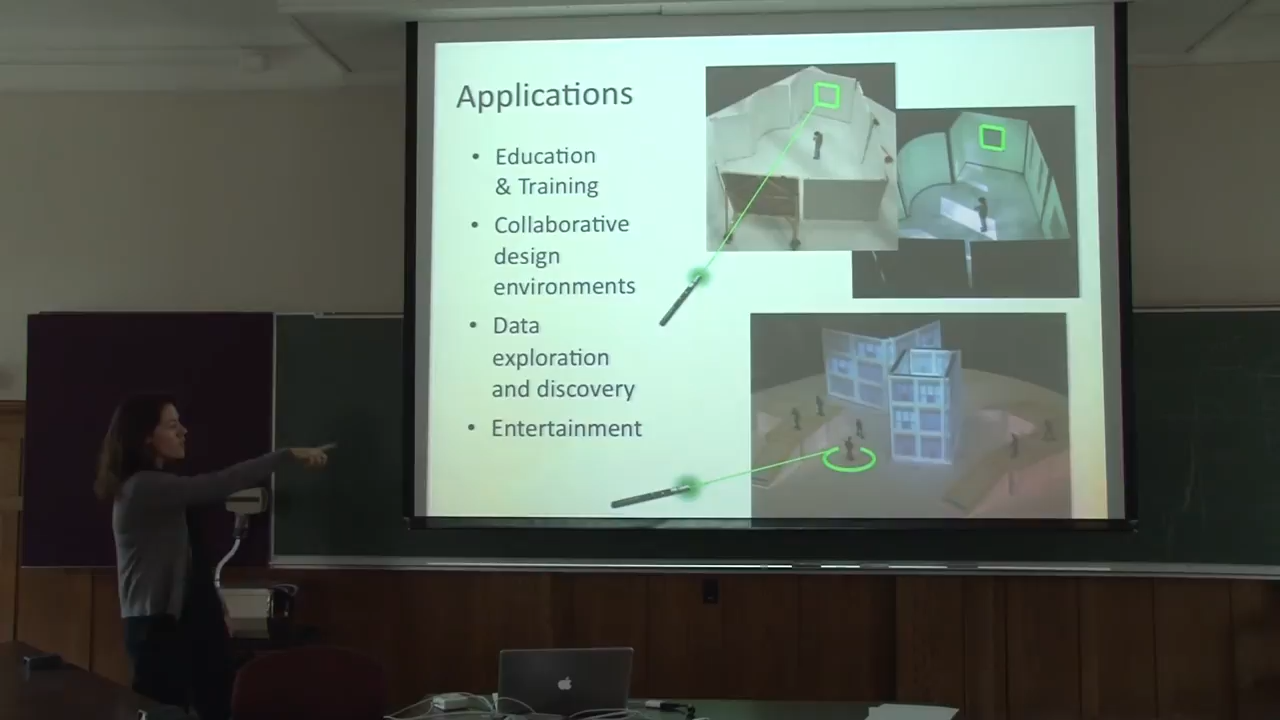 Applications
• Education
& Training
• Collaborative
design
environments
• Data
exploration
and discovery
• Entertainment